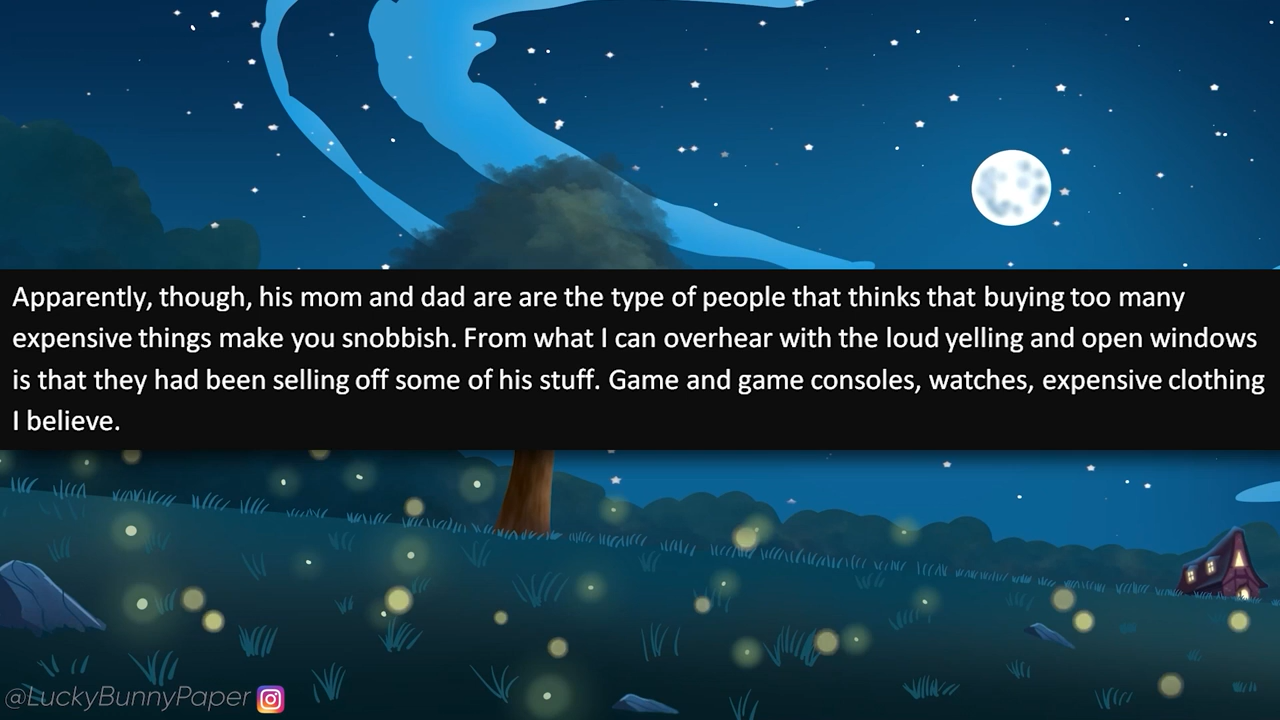 Apparently, though, his mom and dad are are the type of people that thinks that buying too many
expensive things make you snobbish. From what I can overhear with the loud yelling and open windows
is that they had been selling off some of his stuff. Game and game consoles, watches, expensive clothing
I believe.
@LuckyBunnyPaper